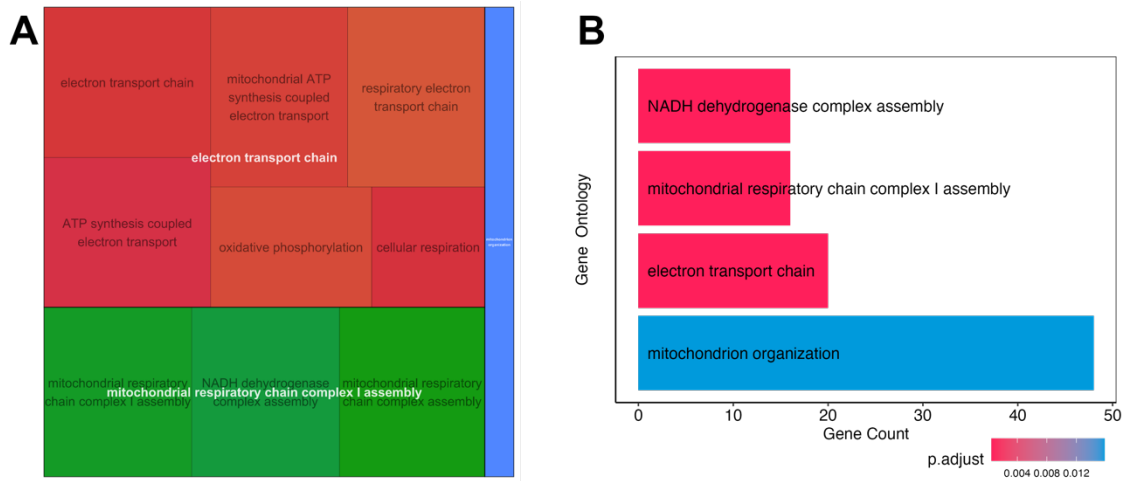 A
electron transport chain
mitochondrial ATP
synthesis coupled
electron transport
respiratory electron
transport chain
electron transport chain
ATP synthesis coupled
electron transport
oxidative phosphorylation
cellular respiration
mitochondrion
organization
mitochondrial respiratory
chain complex I assembly
NADH dehydrogenase
complex assembly
mitochondrial respiratory
chain complex assembly
mitochondrial respiratory chain complex I assembly
B
Gene Ontology
NADH dehydrogenase complex assembly
mitochondrial respiratory chain complex I assembly
electron transport chain
mitochondrion organization
0 10 20 30 40 50
Gene Count
p.adjust
0.004 0.008 0.012